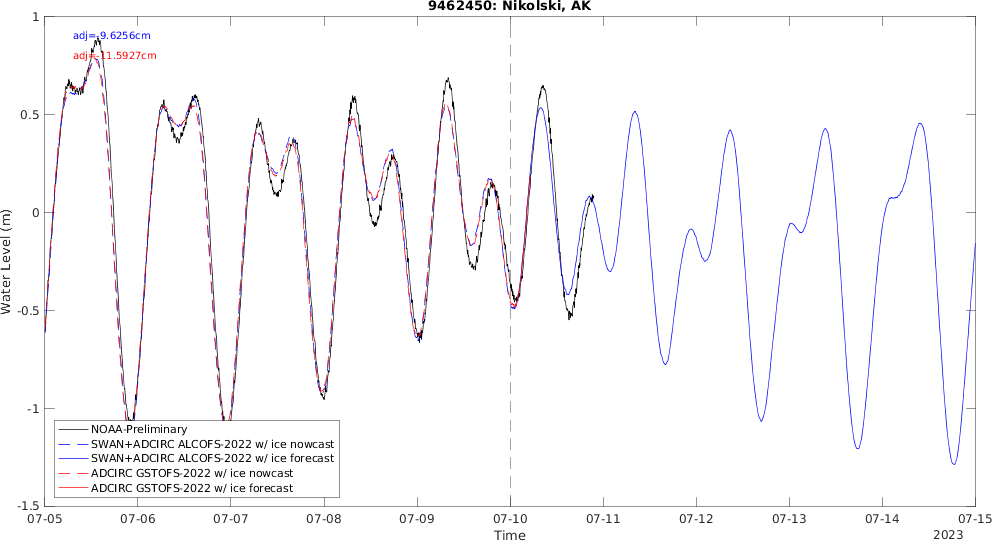 9462450: Nikolski, AK
adj=-9.6256cm
adj=-11.5927cm
Water Level (m)
1
0.5
0
-0.5
-1
-1.5
NOAA-Preliminary
SWAN+ADCIRC ALCOFS-2022 w/ ice nowcast
SWAN+ADCIRC ALCOFS-2022 w/ ice forecast
ADCIRC GSTOFS-2022 w/ ice nowcast
ADCIRC GSTOFS-2022 w/ ice forecast
07-05 07-06 07-07 07-08 07-09 07-10 07-11 07-12 07-13 07-14 07-15
Time
2023